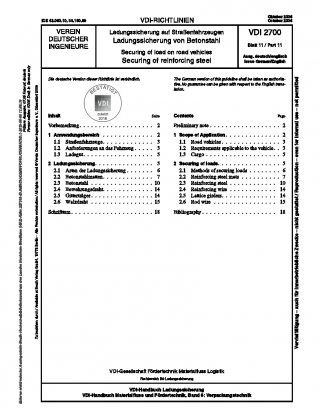 ICS 43.080.10, 55.180.99
VDI-RICHTLINIEN
Oktober 2004
October 2004
VEREIN
DEUTSCHER
INGENIEURE
Ladungssicherung auf Straßenfahrzeugen
Ladungssicherung von Betonstahl
Securing of load on road vehicles
Securing of reinforcing steel
VDI 2700
Blatt 11 / Part 11
Ausg. deutsch/englisch
Issue German/English
Die deutsche Version dieser Richtlinie ist verbindlich.
The German version of this guideline shall be taken as authoritative. No guarantee can be given with respect to the English translation.
BESTÄTIGT
VDI
2018
Inhalt Seite
Vorbemerkung 2
1 Anwendungsbereich 2
1.1 Straßenfahrzeuge 3
1.2 Anforderungen an das Fahrzeug 3
1.3 Ladegut 5
2 Ladungssicherung 5
2.1 Arten der Ladungssicherung 6
2.2 Betonstahlmatten 7
2.3 Betonstahl 10
2.4 Bewehrungsdraht 14
2.5 Gitterträger 14
2.6 Walzdraht 15
Schrifttum 18
Contents Page
Preliminary note 2
1 Scope of Application 2
1.1 Road vehicles 3
1.2 Requirements applicable to the vehicle 3
1.3 Cargo 5
2 Securing of loads 5
2.1 Methods of securing loads 6
2.2 Reinforcing steel mats 7
2.3 Reinforcing steel 10
2.4 Reinforcing wire 14
2.5 Lattice girders 14
2.6 Rod wire 15
Bibliography 18
VDI-Gesellschaft Fördertechnik Materialfluss Logistik
Fachbereich B6 Ladungssicherung
VDI-Handbuch Ladungssicherung
VDI-Handbuch Materialfluss und Fördertechnik, Band 6: Verpackungstechnik
Vervielfältigung – auch für innerbetriebliche Zwecke – nicht gestattet / Reproduction – even for internal use – not permitted